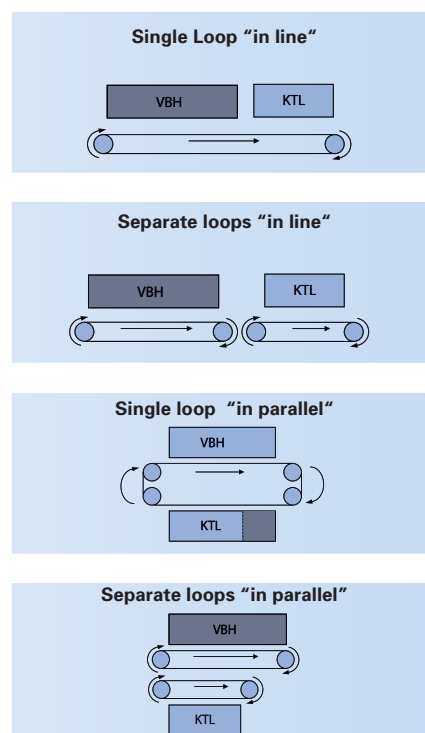 Single Loop “in line“
VBH
KTL
Separate loops “in line“
VBH
KTL
Single loop “in parallel“
VBH
KTL
Separate loops “in parallel”
VBH
KTL